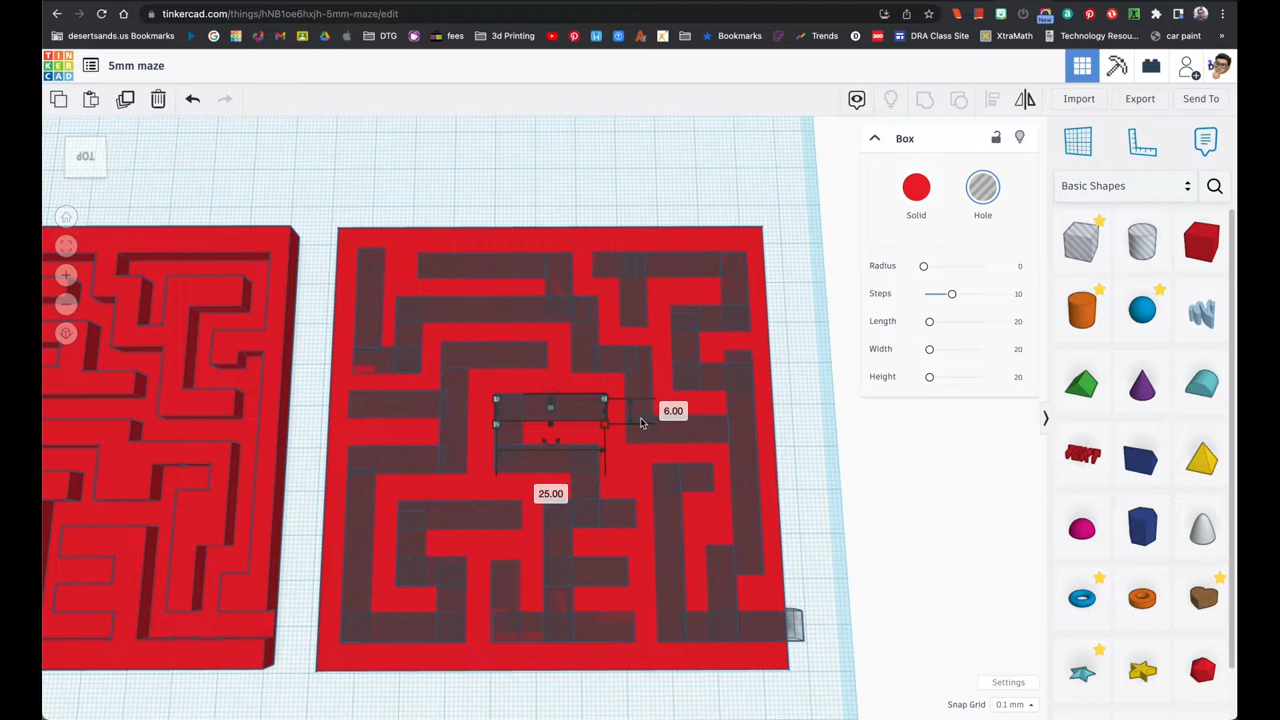 tinkercad.com/things/hNB1oe6hxjh-5mm-maze/edit
New
desertsands.us Bookmarks
DTG
fees
3d Printing
Bookmarks
Trends
DRA Class Site
XtraMath
Technology Resour...
car paint
TIN
KER
CAD
5mm maze
Import
Export
Send To
TOP
Box
Solid
Hole
Radius 0
Steps 10
Length 20
Width 20
Height 20
Basic Shapes
6.00
25.00
Settings
Snap Grid 0.1 mm